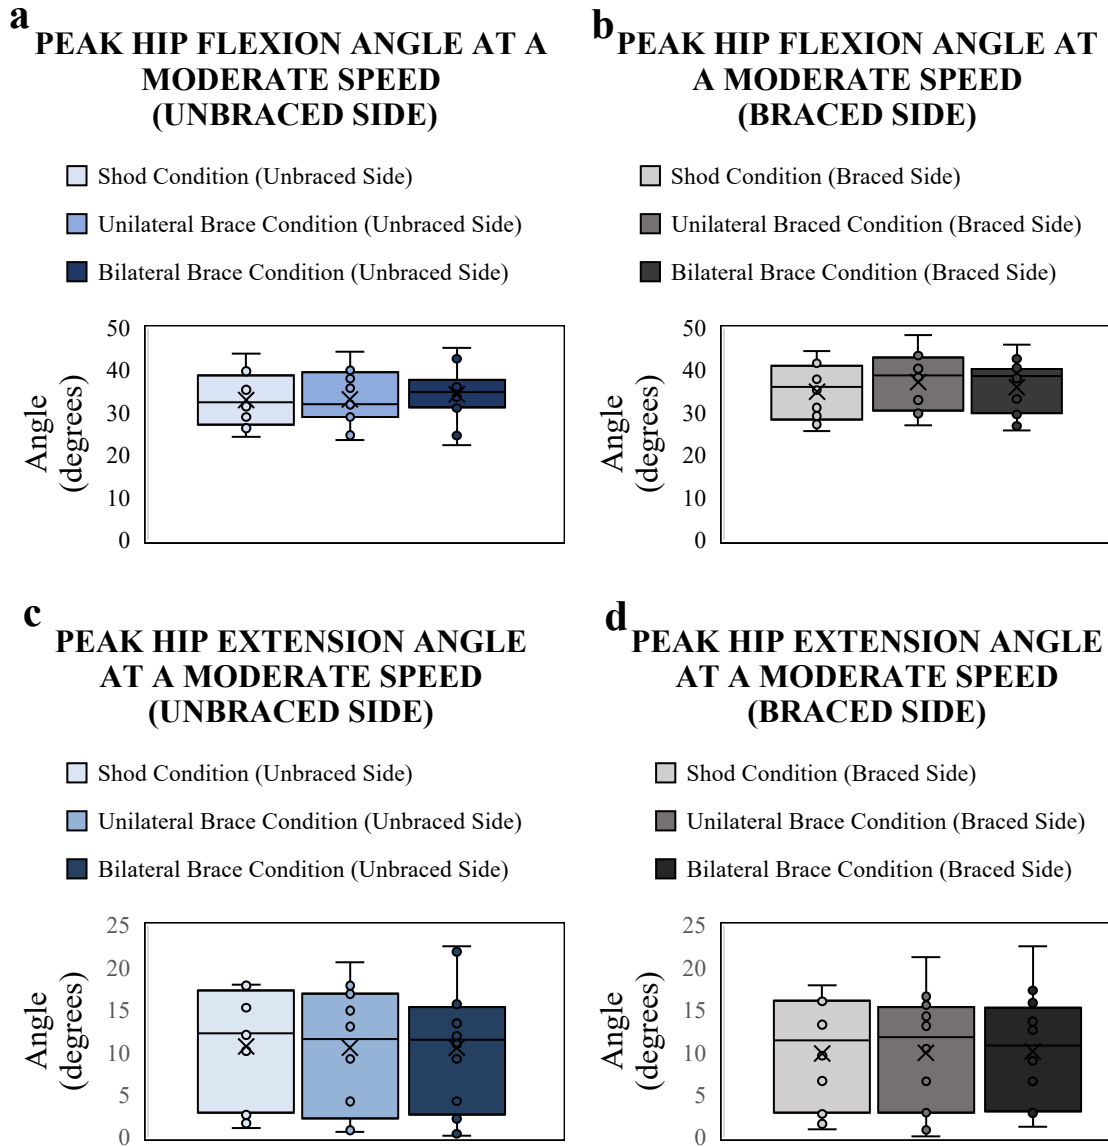 a
PEAK HIP FLEXION ANGLE AT A
MODERATE SPEED
(UNBRACED SIDE)
Shod Condition (Unbraced Side)
Unilateral Brace Condition (Unbraced Side)
Bilateral Brace Condition (Unbraced Side)
Angle
(degrees)
50
40
30
20
10
0
b
PEAK HIP FLEXION ANGLE AT
A MODERATE SPEED
(BRACED SIDE)
Shod Condition (Braced Side)
Unilateral Braced Condition (Braced Side)
Bilateral Brace Condition (Braced Side)
Angle
(degrees)
50
40
30
20
10
0
c
PEAK HIP EXTENSION ANGLE
AT A MODERATE SPEED
(UNBRACED SIDE)
Shod Condition (Unbraced Side)
Unilateral Brace Condition (Unbraced Side)
Bilateral Brace Condition (Unbraced Side)
Angle
(degrees)
25
20
15
10
5
0
d
PEAK HIP EXTENSION ANGLE
AT A MODERATE SPEED
(BRACED SIDE)
Shod Condition (Braced Side)
Unilateral Brace Condition (Braced Side)
Bilateral Brace Condition (Braced Side)
Angle
(degrees)
25
20
15
10
5
0